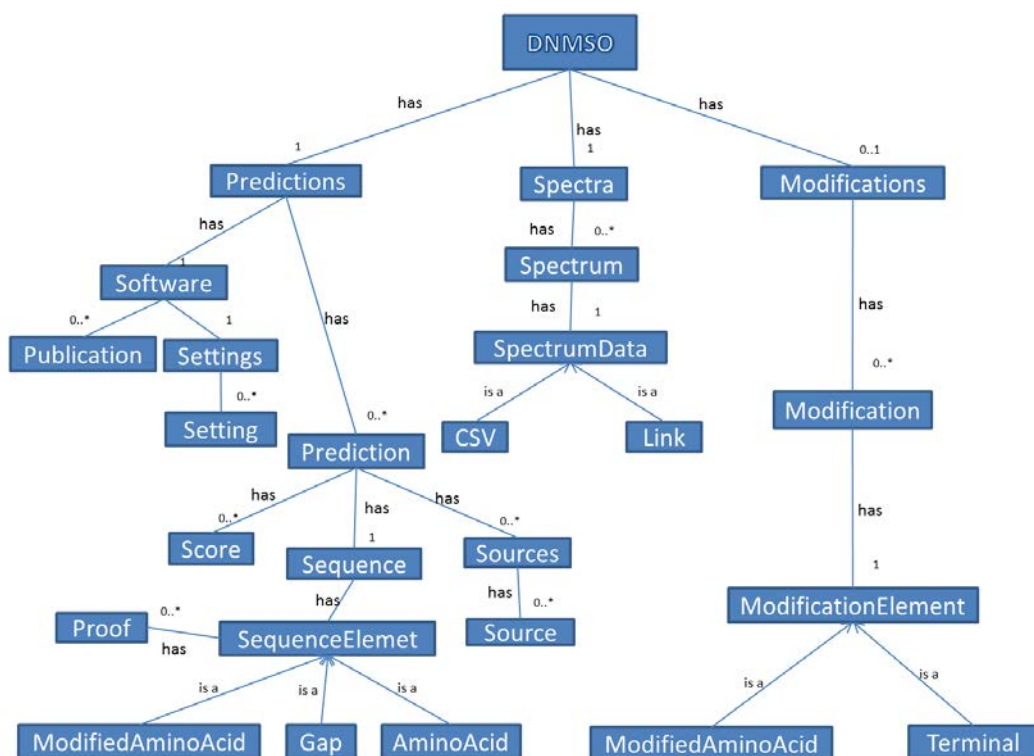 DNMSO
has
has
has
1
1
0..1
Predictions
Spectra
Modifications
has
has
0..*
1
Software
Spectrum
has
has
has
0..*
1
1
Publication
Settings
SpectrumData
0..*
0..*
is a
is a
0..*
Setting
CSV
Link
Modification
Prediction
has
has
has
has
0..*
0..*
1
1
Score
Sequence
Sources
has
has
0..*
0..*
ModificationElement
Proof
has
SequenceElemet
Source
is a
is a
is a
is a
is a
ModifiedAminoAcid
Gap
AminoAcid
ModifiedAminoAcid
Terminal